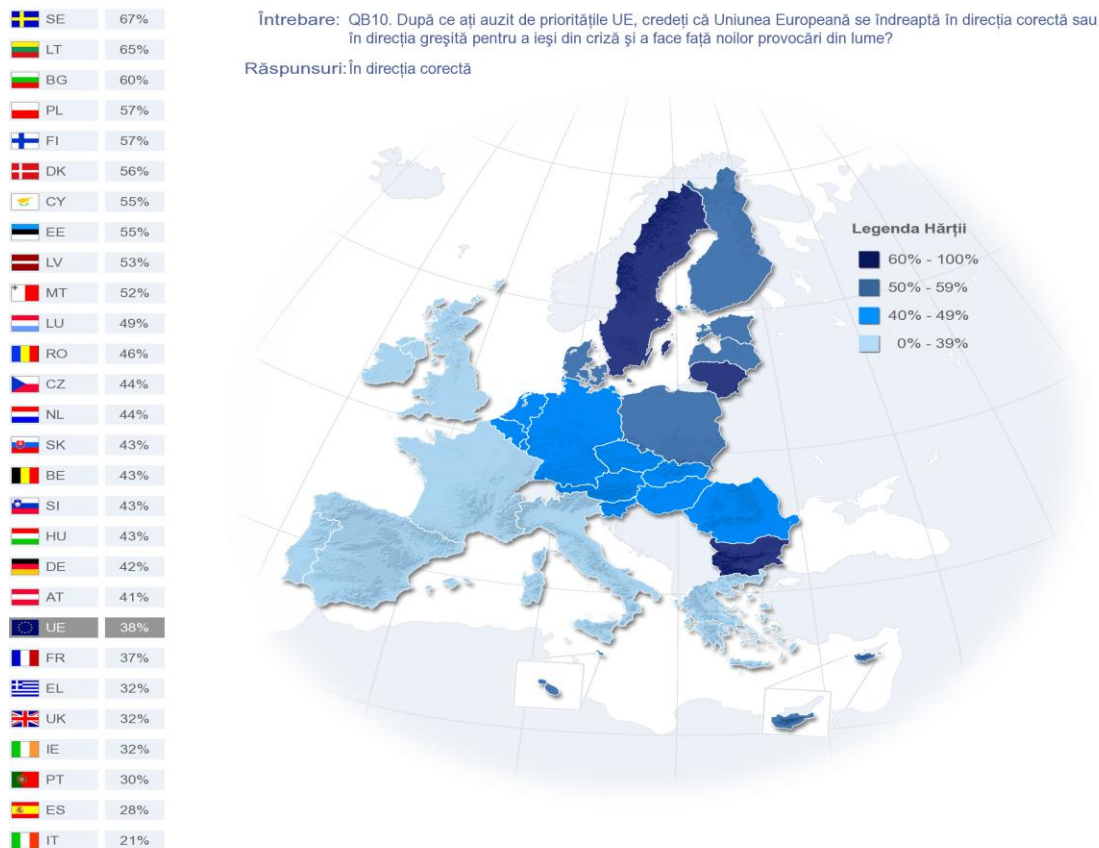 Întrebare: QB10. După ce ați auzit de prioritățile UE, credeți că Uniunea Europeană se îndreaptă în direcția corectă sau
în direcția greșită pentru a ieși din criză și a face față noilor provocări din lume?
Răspunsuri: În direcția corectă
SE 67%
LT 65%
BG 60%
PL 57%
FI 57%
DK 56%
CY 55%
EE 55%
LV 53%
MT 52%
LU 49%
RO 46%
CZ 44%
NL 44%
SK 43%
BE 43%
SI 43%
HU 43%
DE 42%
AT 41%
UE 38%
FR 37%
EL 32%
UK 32%
IE 32%
PT 30%
ES 28%
IT 21%
Legenda Hărții
60% - 100%
50% - 59%
40% - 49%
0% - 39%